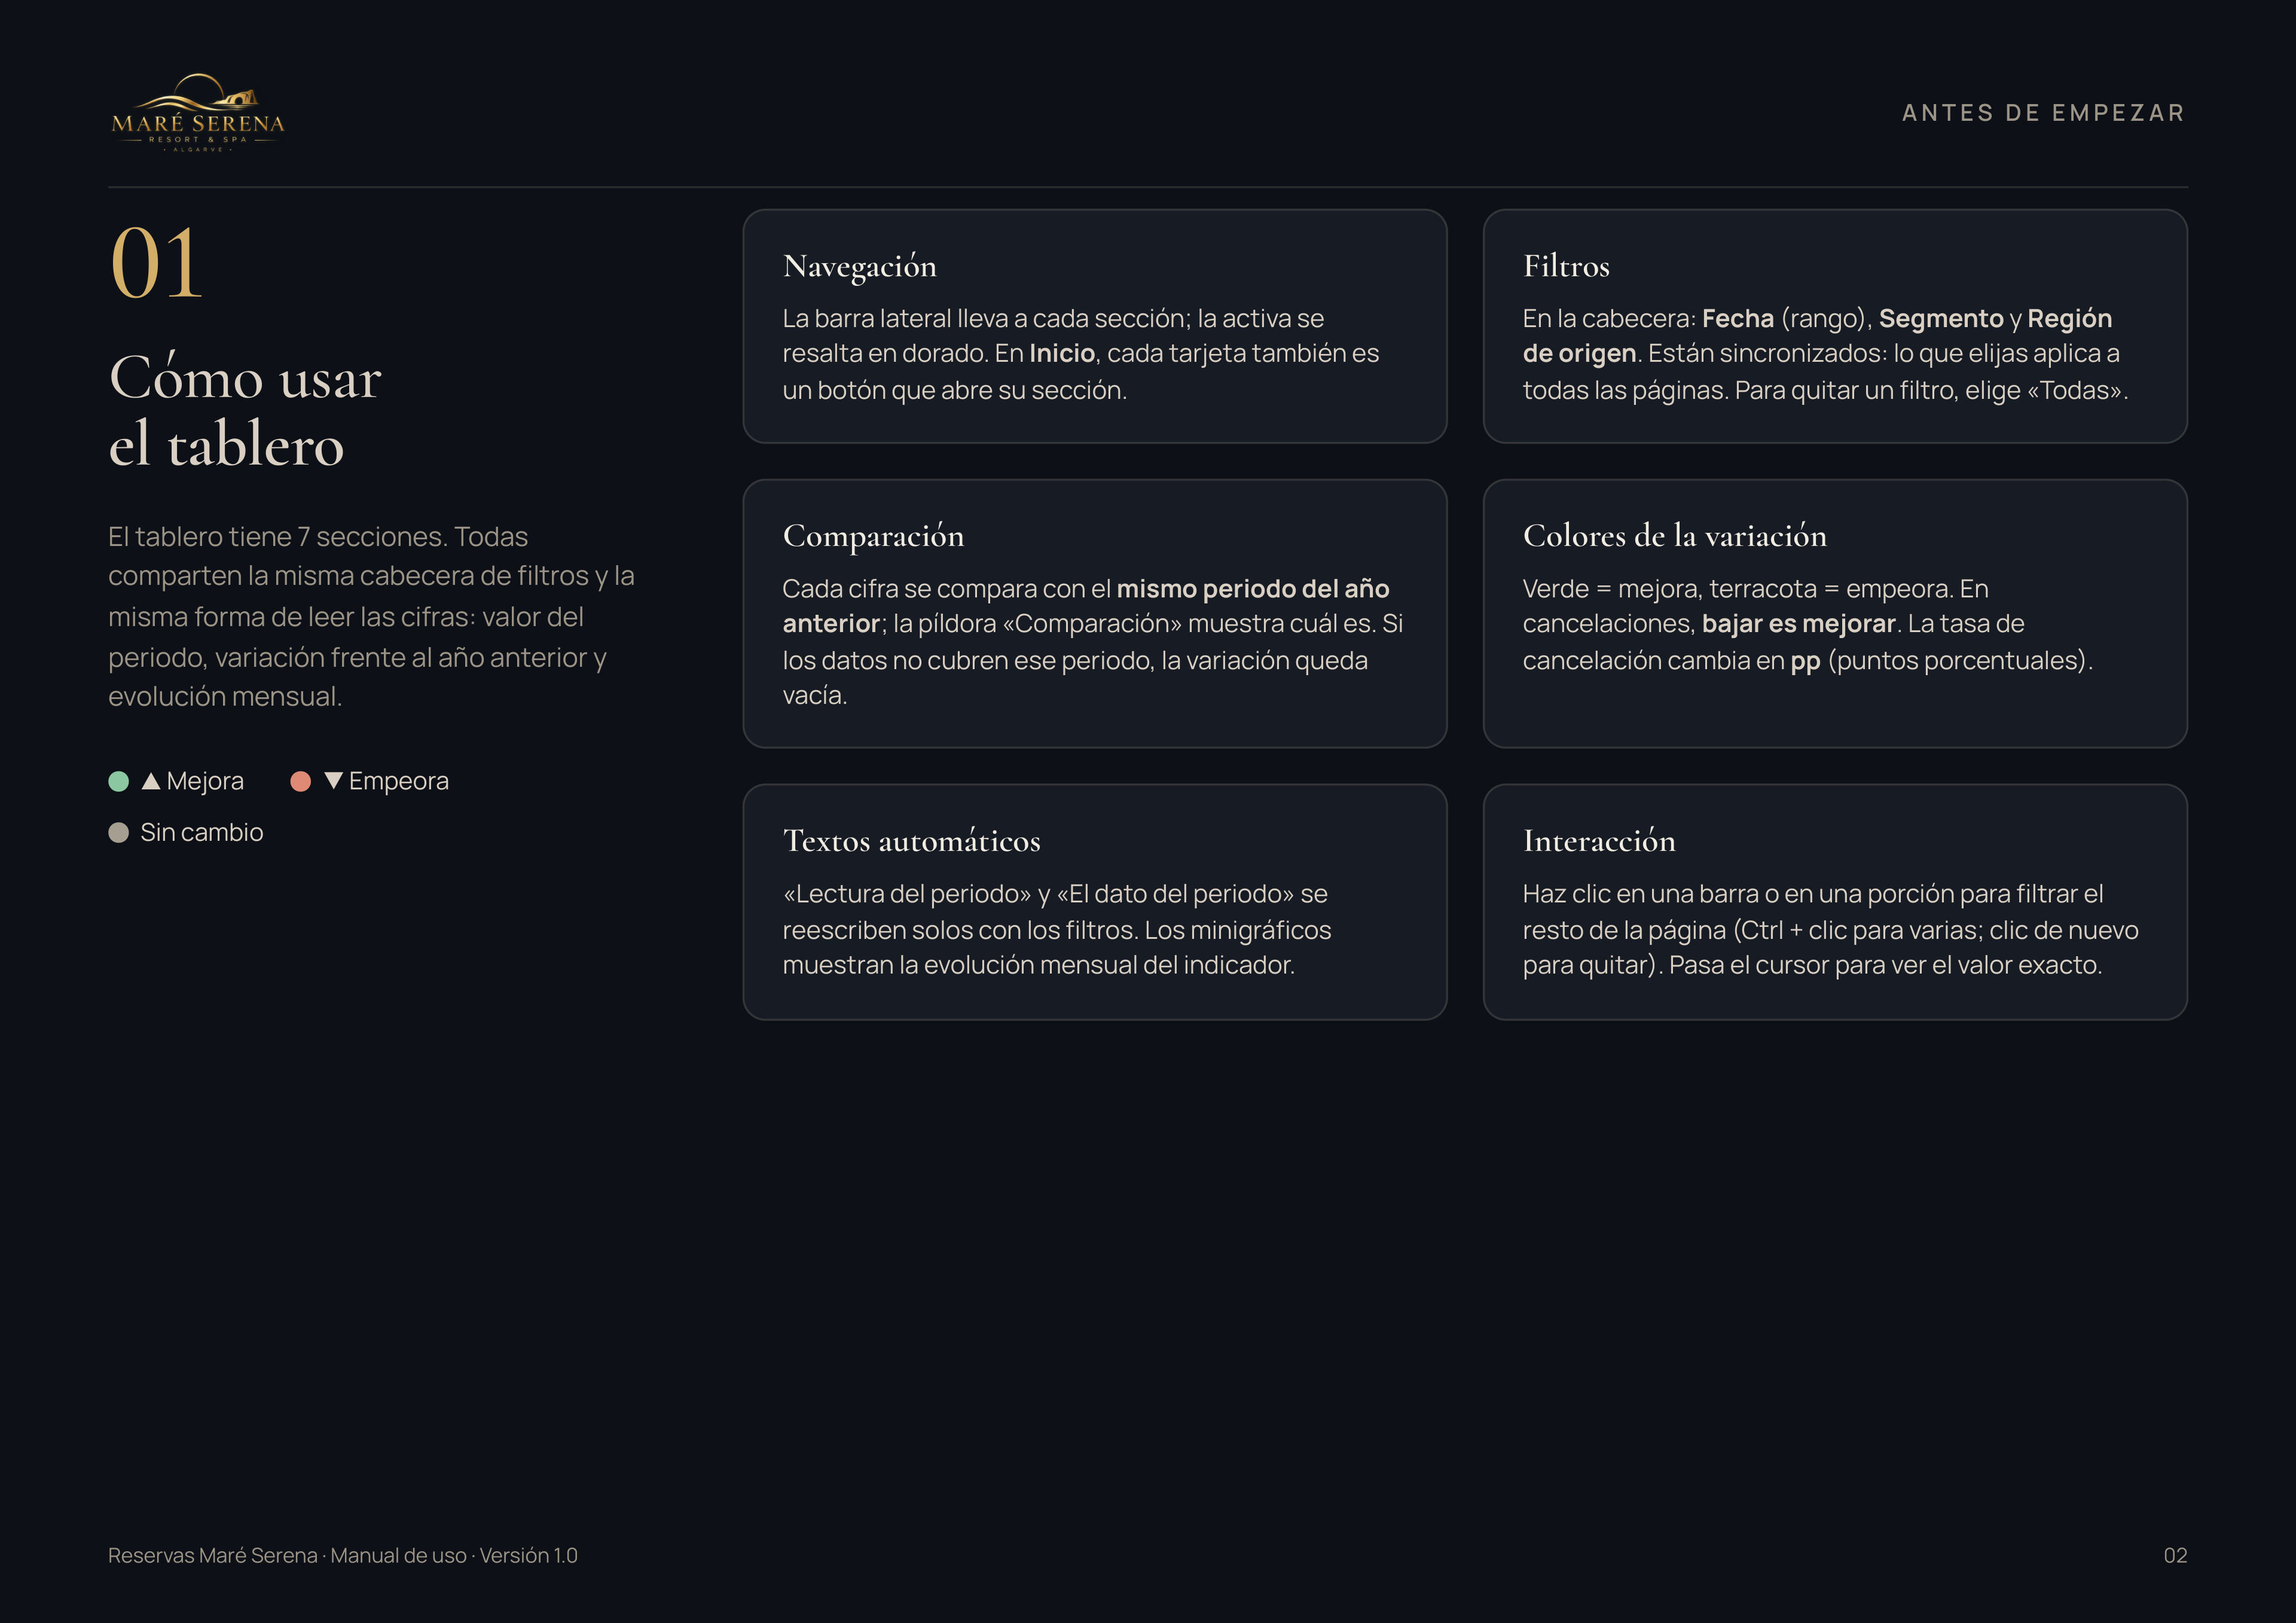 MARÉ SERENA
RESORT & SPA
· ALGARVE ·
ANTES DE EMPEZAR
01
Cómo usar
el tablero
El tablero tiene 7 secciones. Todas
comparten la misma cabecera de filtros y la
misma forma de leer las cifras: valor del
periodo, variación frente al año anterior y
evolución mensual.
▲ Mejora
▼ Empeora
Sin cambio
Navegación
La barra lateral lleva a cada sección; la activa se
resalta en dorado. En Inicio, cada tarjeta también es
un botón que abre su sección.
Filtros
En la cabecera: Fecha (rango), Segmento y Región
de origen. Están sincronizados: lo que elijas aplica a
todas las páginas. Para quitar un filtro, elige «Todas».
Comparación
Cada cifra se compara con el mismo periodo del año
anterior; la píldora «Comparación» muestra cuál es. Si
los datos no cubren ese periodo, la variación queda
vacía.
Colores de la variación
Verde = mejora, terracota = empeora. En
cancelaciones, bajar es mejorar. La tasa de
cancelación cambia en pp (puntos porcentuales).
Textos automáticos
«Lectura del periodo» y «El dato del periodo» se
reescriben solos con los filtros. Los minigráficos
muestran la evolución mensual del indicador.
Interacción
Haz clic en una barra o en una porción para filtrar el
resto de la página (Ctrl + clic para varias; clic de nuevo
para quitar). Pasa el cursor para ver el valor exacto.
Reservas Maré Serena · Manual de uso · Versión 1.0
02